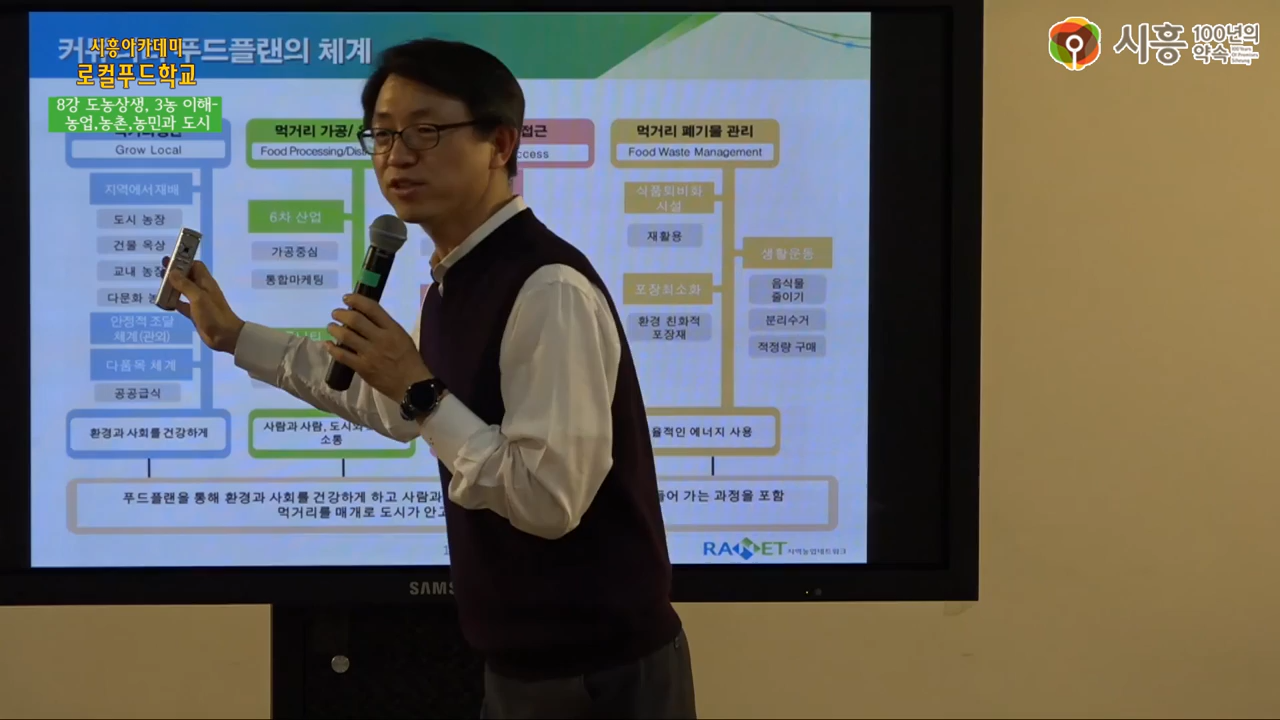 시흥아카데미
로컬푸드학교
8강 도농상생, 3농 이해-
농업,농촌,농민과 도시
시흥 100년의
약속
푸드플랜의 체계
Grow Local
지역에서재배
도시 농장
건물 옥상
교내 농장
다문화
안정적 조달
체계(관외)
다품목 체계
공공급식
환경과 사회를 건강하게
먹거리 가공/
Food Processing/Dis
6차 산업
가공중심
통합마케팅
사람과 사람, 도시와
소통
접근
먹거리 폐기물 관리
Food Waste Management
식품퇴비화
시설
재활용
포장최소화
환경 친화적
포장재
생활운동
음식물
줄이기
분리수거
적정량 구매
율적인 에너지 사용
푸드플랜을 통해 환경과 사회를 건강하게 하고 사람과
들어 가는 과정을 포함
먹거리를 매개로 도시가 안고
RANET 지역농업네트워크
SAMS